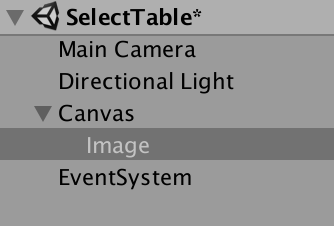 SelectTable*
Main Camera
Directional Light
Canvas
Image
EventSystem